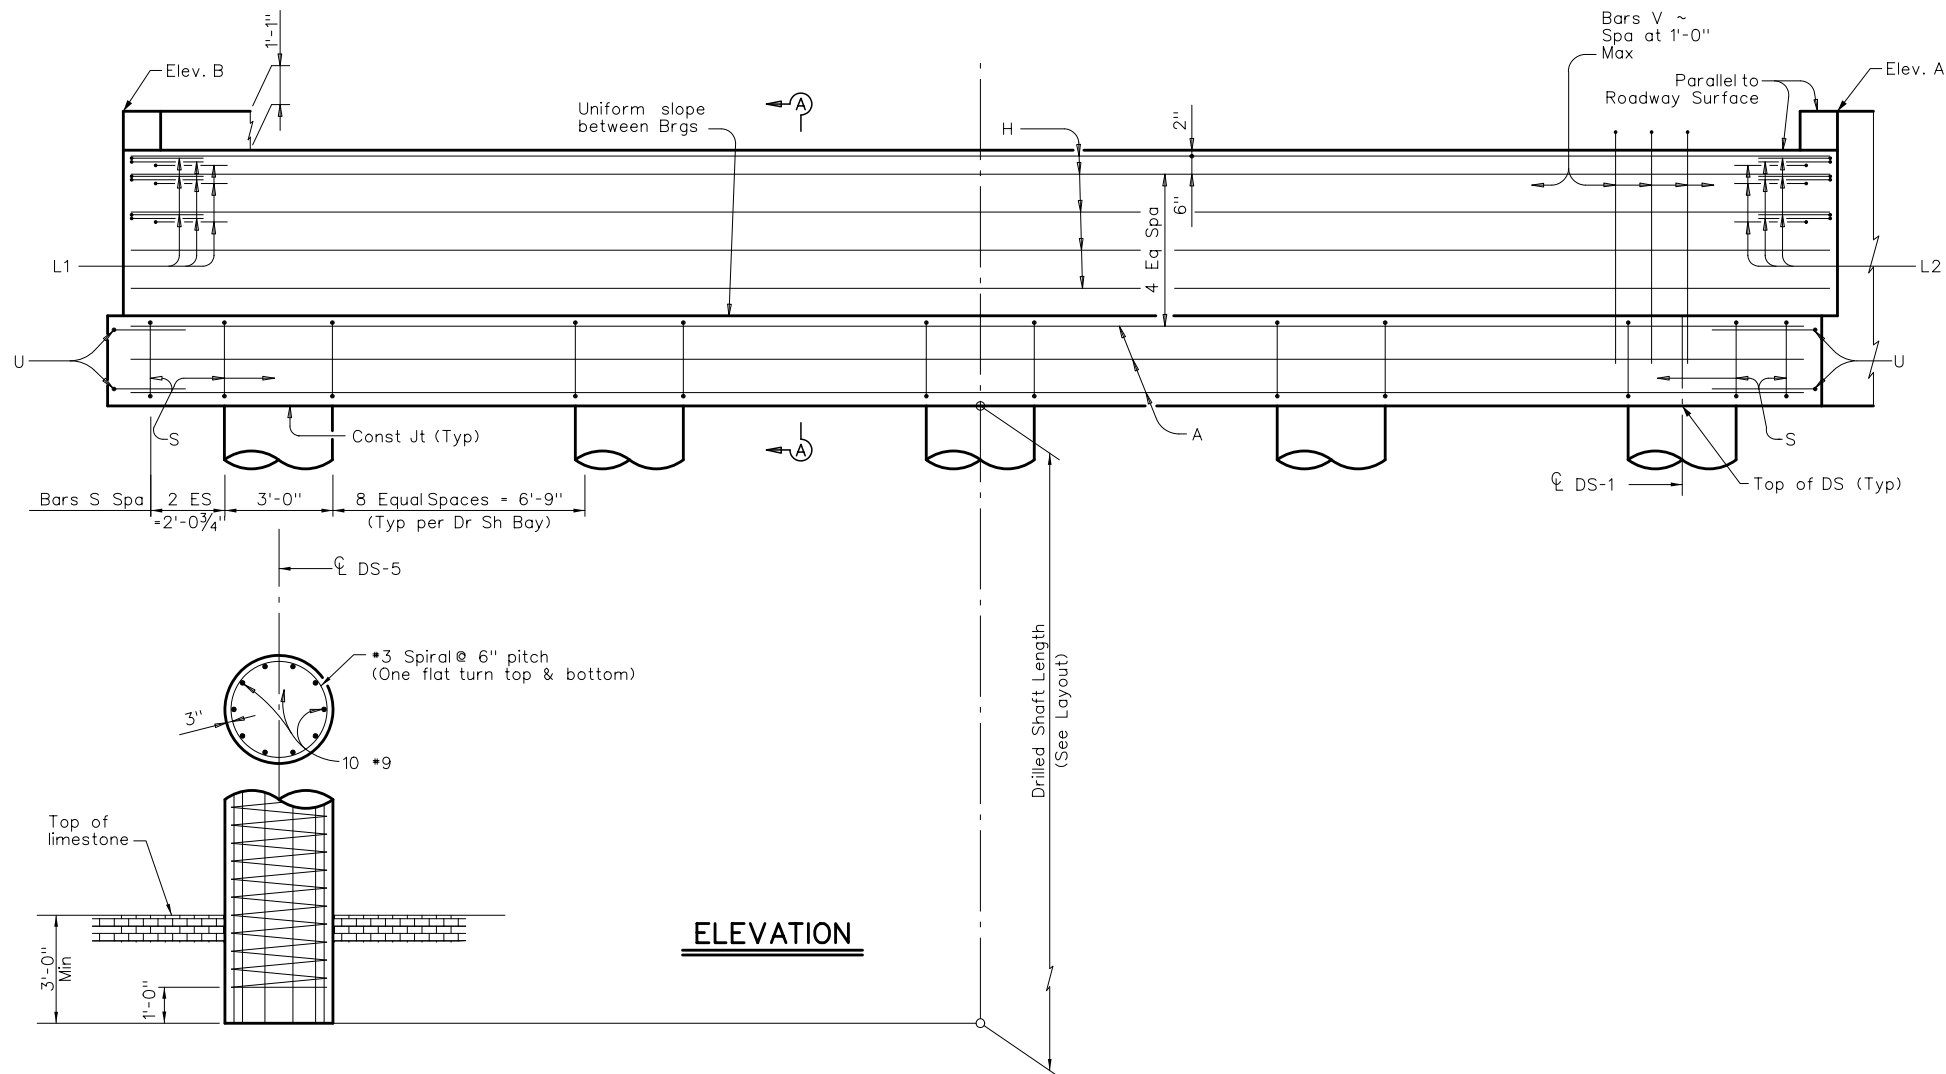 1'-1"
Elev. B
Uniform slope
between Brgs
A
H
2"
6"
4 Eq Spa
Bars V ~
Spa at 1'-0"
Max
Parallel to
Roadway Surface
Elev. A
L1
L2
U
U
S
Const Jt (Typ)
A
A
S
℄ DS-1
Top of DS (Typ)
Bars S Spa
2 ES
=2'-0¾"
3'-0"
8 Equal Spaces = 6'-9"
(Typ per Dr Sh Bay)
℄ DS-5
#3 Spiral @ 6" pitch
(One flat turn top & bottom)
3"
10 #9
Drilled Shaft Length
(See Layout)
Top of
limestone
3'-0"
Min
1'-0"
ELEVATION